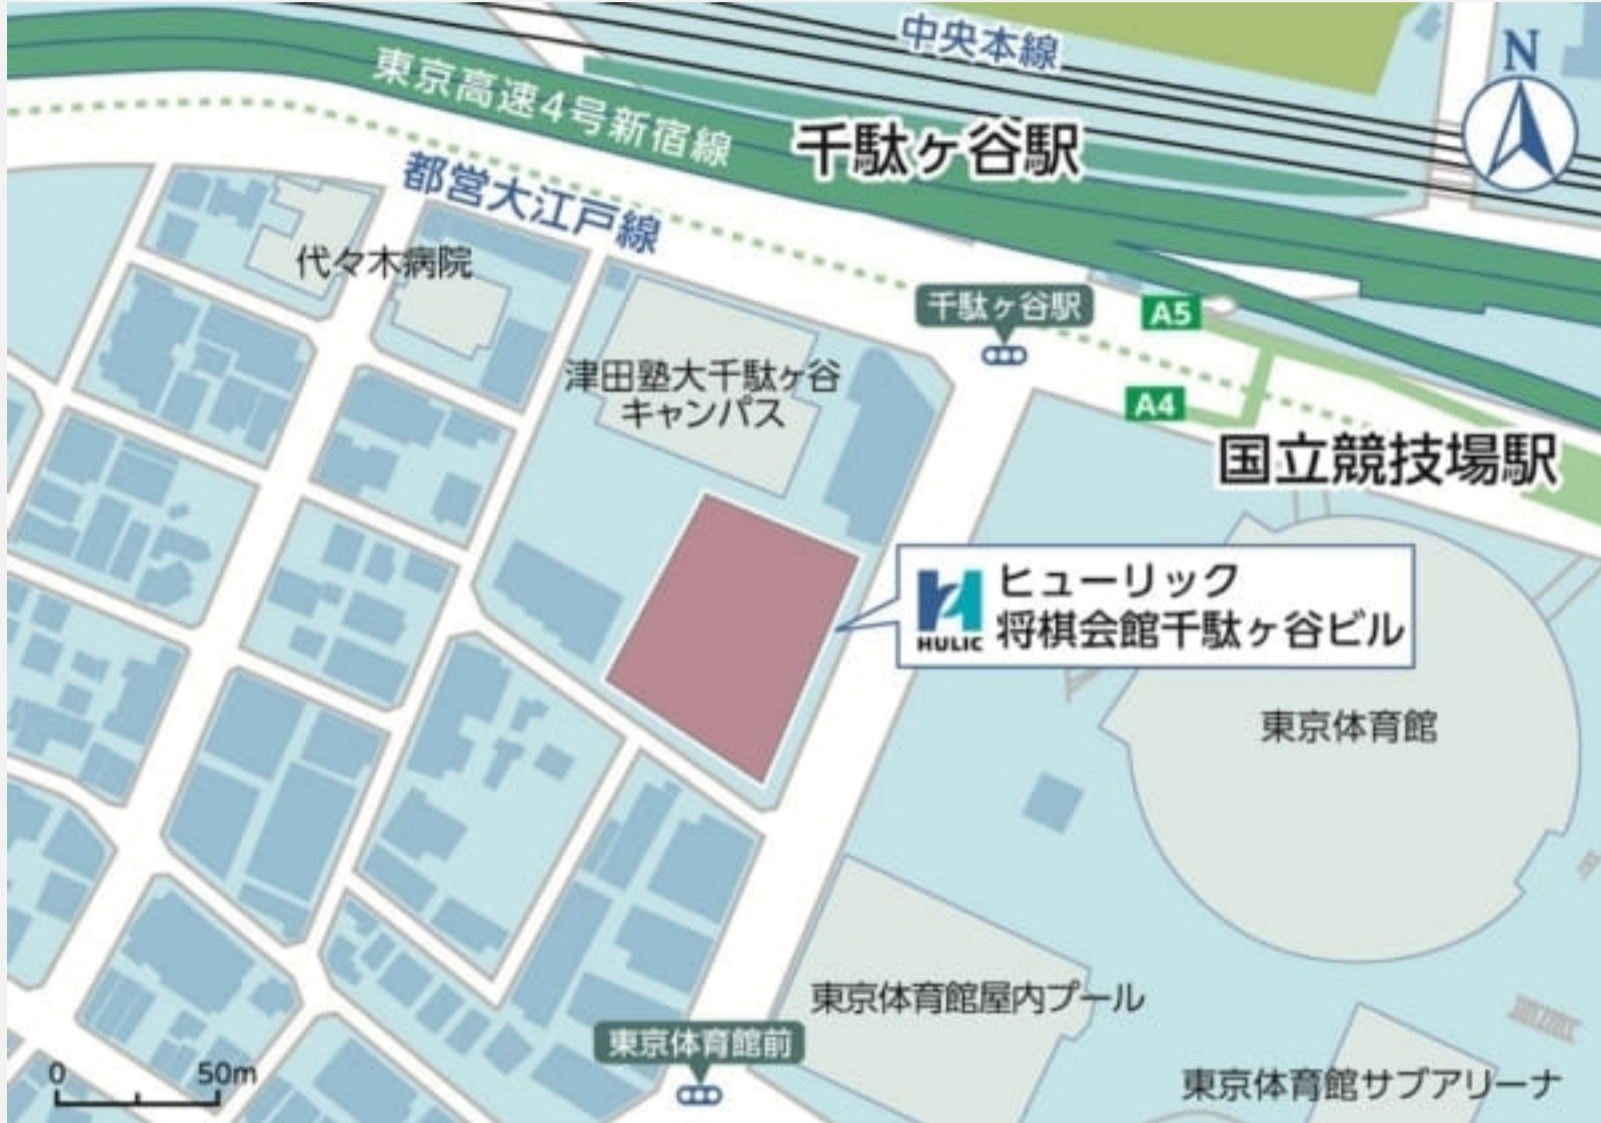 中央本線
N
東京高速4号新宿線
千駄ヶ谷駅
都営大江戸線
代々木病院
千駄ヶ谷駅
A5
津田塾大千駄ヶ谷
キャンパス
A4
国立競技場駅
HULIC
ヒューリック
将棋会館千駄ヶ谷ビル
東京体育館
東京体育館屋内プール
東京体育館前
0 50m
東京体育館サブアリーナ